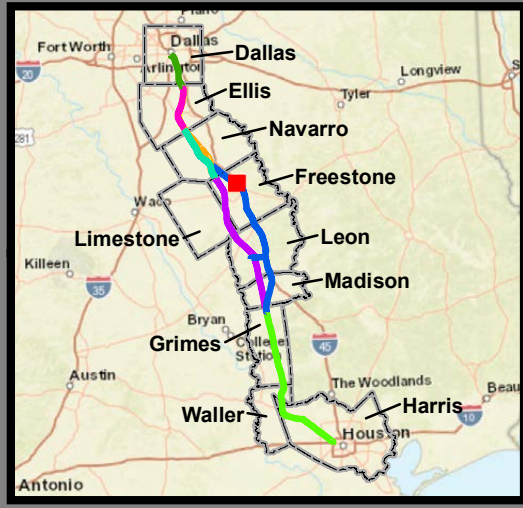 Plano
Fort Worth
Dallas
Dallas
Arlington
20
Longview
Ellis
Tyler
281
Navarro
Freestone
Waco
Limestone
Leon
Killeen
Madison
35
Bryan
Grimes
College
Station
45
Austin
The Woodlands
Waller
Harris
Beau
10
Houston
Antonio